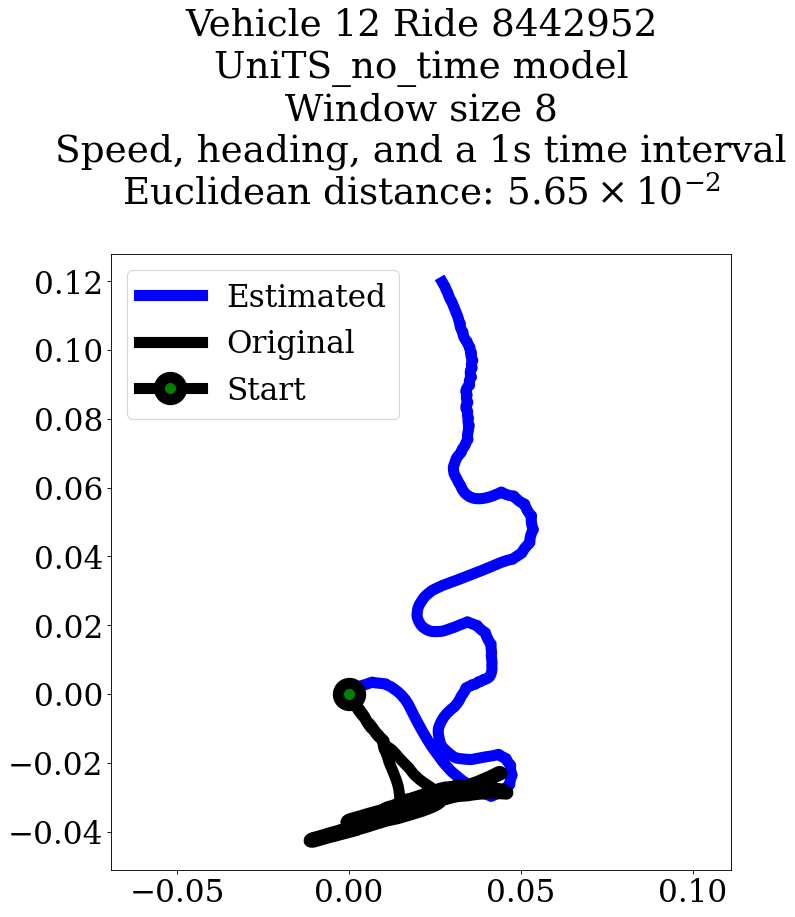 Vehicle 12 Ride 8442952
UniTS_no_time model
Window size 8
Speed, heading, and a 1s time interval
Euclidean distance: 5.65 × 10⁻²
Estimated
Original
Start
0.12
0.10
0.08
0.06
0.04
0.02
0.00
−0.02
−0.04
−0.05 0.00 0.05 0.10